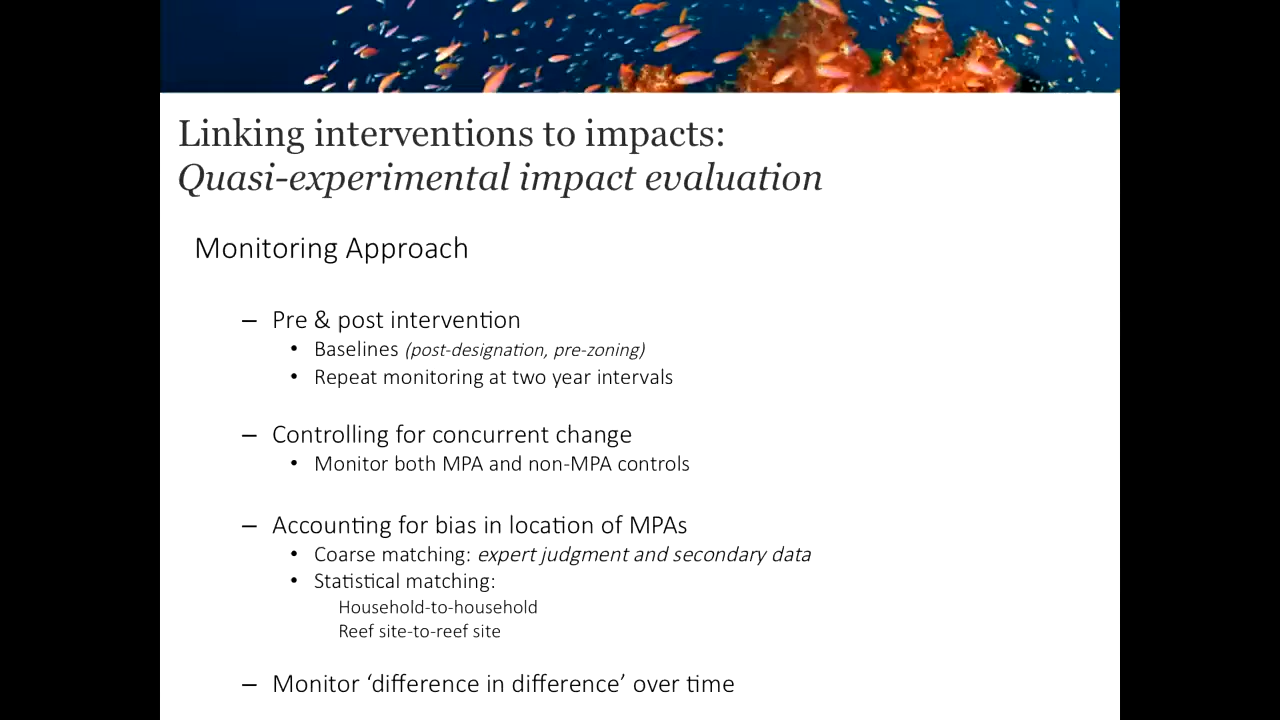 Linking interventions to impacts:
Quasi-experimental impact evaluation
Monitoring Approach
– Pre & post intervention
• Baselines (post-designation, pre-zoning)
• Repeat monitoring at two year intervals
– Controlling for concurrent change
• Monitor both MPA and non-MPA controls
– Accounting for bias in location of MPAs
• Coarse matching: expert judgment and secondary data
• Statistical matching:
Household-to-household
Reef site-to-reef site
– Monitor ‘difference in difference’ over time